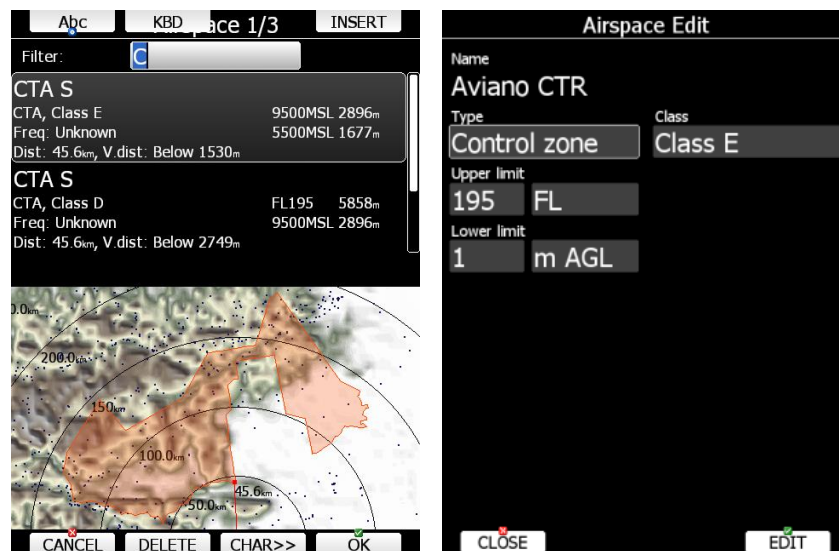 Abc
KBD
Airspace 1/3
INSERT
Filter:
C
CTA S
CTA, Class E 9500MSL 2896m
Freq: Unknown 5500MSL 1677m
Dist: 45.6km, V.dist: Below 1530m
CTA S
CTA, Class D FL195 5858m
Freq: Unknown 9500MSL 2896m
Dist: 45.6km, V.dist: Below 2749m
200.0km
150km
100.0km
50.0km
45.6km
CANCEL
DELETE
CHAR>>
OK
Airspace Edit
Name
Aviano CTR
Type Class
Control zone Class E
Upper limit
195 FL
Lower limit
1 m AGL
CLOSE
EDIT